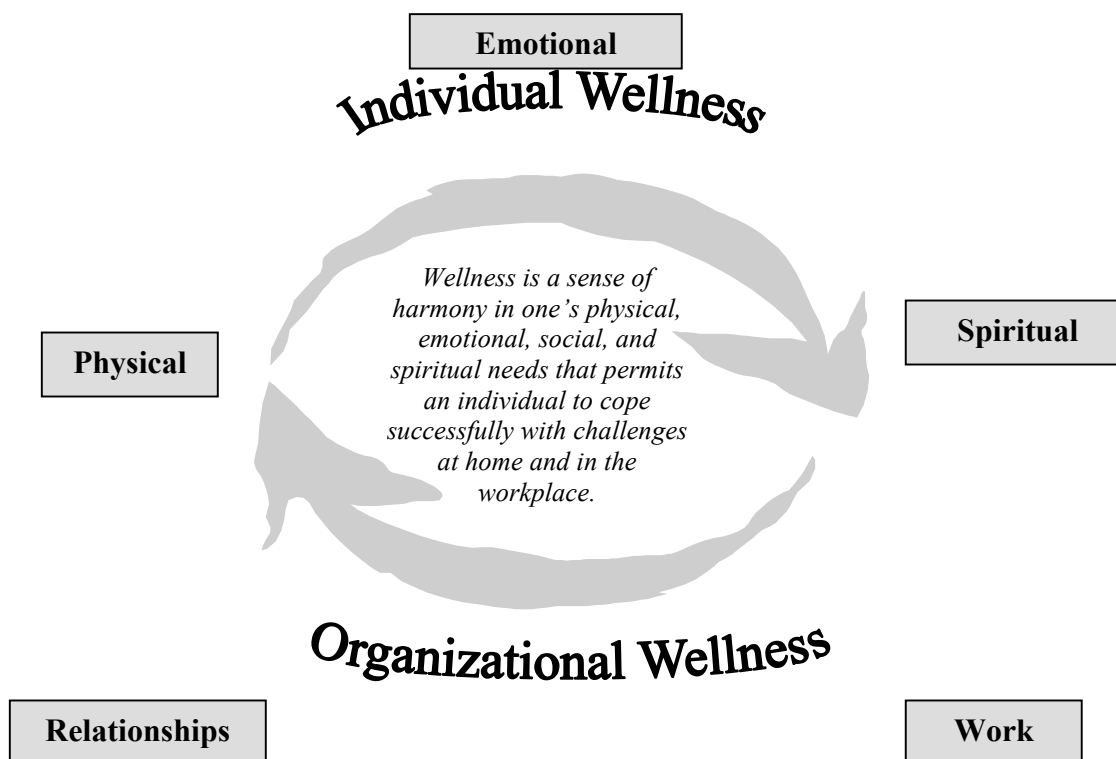 Emotional
Individual Wellness
Wellness is a sense of
harmony in one’s physical,
emotional, social, and
spiritual needs that permits
an individual to cope
successfully with challenges
at home and in the
workplace.
Spiritual
Physical
Organizational Wellness
Relationships
Work